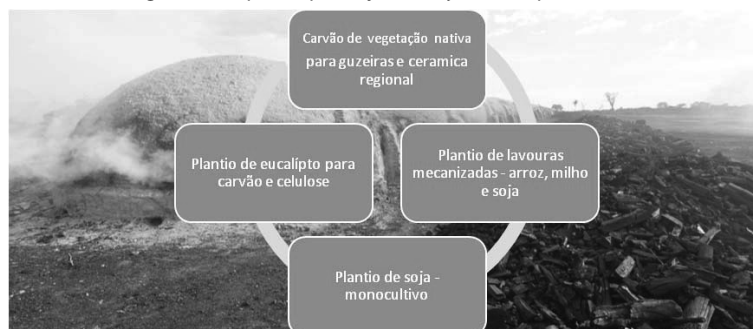 Carvão de vegetação nativa
para guzeiras e ceramica
regional
Plantio de eucalípto para
carvão e celulose
Plantio de lavouras
mecanizadas - arroz, milho
e soja
Plantio de soja -
monocultivo